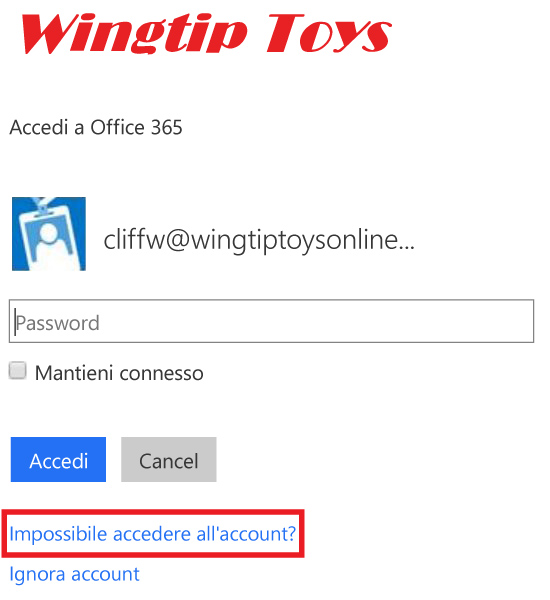 Wingtip Toys
Accedi a Office 365
cliffw@wingtiptoysonline...
Password
Mantieni connesso
Accedi Cancel
Impossibile accedere all'account?
Ignora account